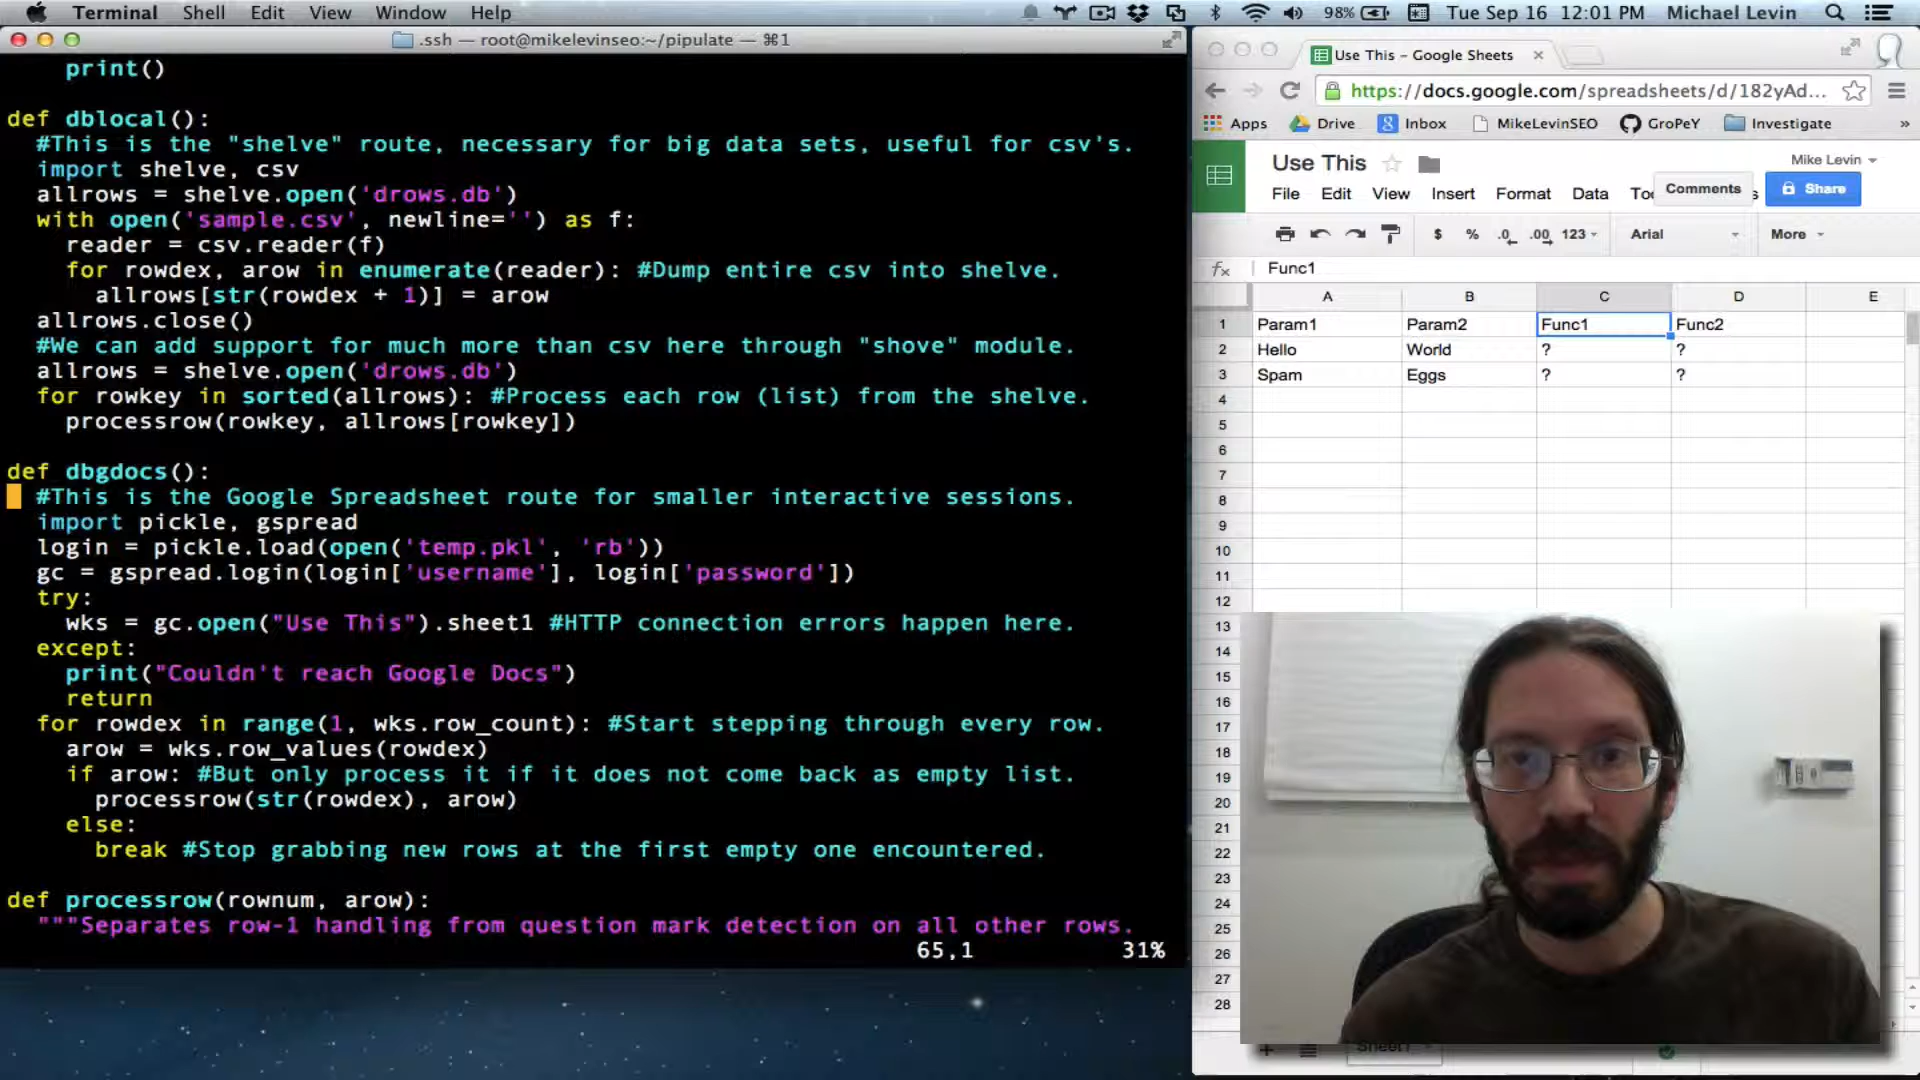 Terminal Shell Edit View Window Help 98% Tue Sep 16 12:01 PM Michael Levin
.ssh — root@mikelevinseo:~/pipulate — ⌘1
print()
def dblocal():
#This is the "shelve" route, necessary for big data sets, useful for csv's.
import shelve, csv
allrows = shelve.open('drows.db')
with open('sample.csv', newline='') as f:
reader = csv.reader(f)
for rowdex, arow in enumerate(reader): #Dump entire csv into shelve.
allrows[str(rowdex + 1)] = arow
allrows.close()
#We can add support for much more than csv here through "shove" module.
allrows = shelve.open('drows.db')
for rowkey in sorted(allrows): #Process each row (list) from the shelve.
processrow(rowkey, allrows[rowkey])
def dbgdocs():
#This is the Google Spreadsheet route for smaller interactive sessions.
import pickle, gspread
login = pickle.load(open('temp.pkl', 'rb'))
gc = gspread.login(login['username'], login['password'])
try:
wks = gc.open("Use This").sheet1 #HTTP connection errors happen here.
except:
print("Couldn't reach Google Docs")
return
for rowdex in range(1, wks.row_count): #Start stepping through every row.
arow = wks.row_values(rowdex)
if arow: #But only process it if it does not come back as empty list.
processrow(str(rowdex), arow)
else:
break #Stop grabbing new rows at the first empty one encountered.
def processrow(rownum, arow):
"""Separates row-1 handling from question mark detection on all other rows.
65,1 31%
Use This – Google Sheets ×
https://docs.google.com/spreadsheets/d/182yAd...
Apps Drive Inbox MikeLevinSEO GroPeY Investigate »
Use This Mike Levin
File Edit View Insert Format Data Comments Share
$ % .0 .00 123 Arial More
fx Func1
A B C D E
1 Param1 Param2 Func1 Func2
2 Hello World ? ?
3 Spam Eggs ? ?
4
5
6
7
8
9
10
11
12
13
14
15
16
17
18
19
20
21
22
23
24
25
26
27
28
Sheet1